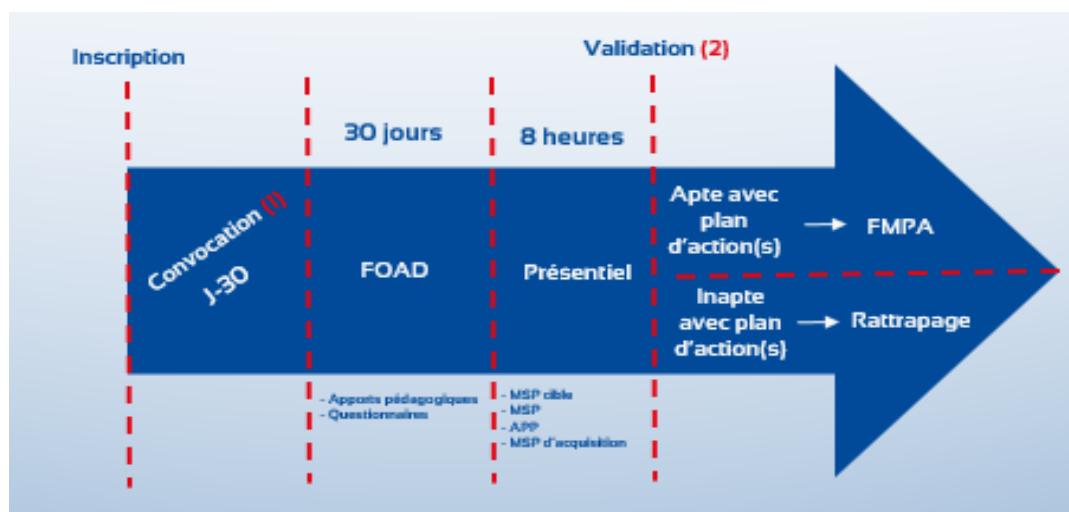 Inscription
Validation (2)
30 jours
8 heures
Convocation (1)
J-30
FOAD
Présentiel
Apte avec
plan
d'action(s)
FMPA
Inapte
avec plan
d'action(s)
Rattrapage
- Apports pédagogiques
- Questionnaires
- MSP cible
- MSP
- APP
- MSP d'acquisition